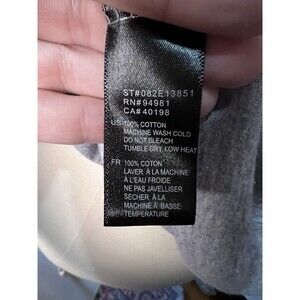 ST#082E13851
RN#94981
CA#40198
US 100% COTTON
MACHINE WASH COLD
DO NOT BLEACH
TUMBLE DRY LOW HEAT
FR 100% COTON
LAVER À LA MACHINE
À L'EAU FROIDE
NE PAS JAVELLISER
SECHER À LA
MACHINE À BASSE
TEMPERATURE